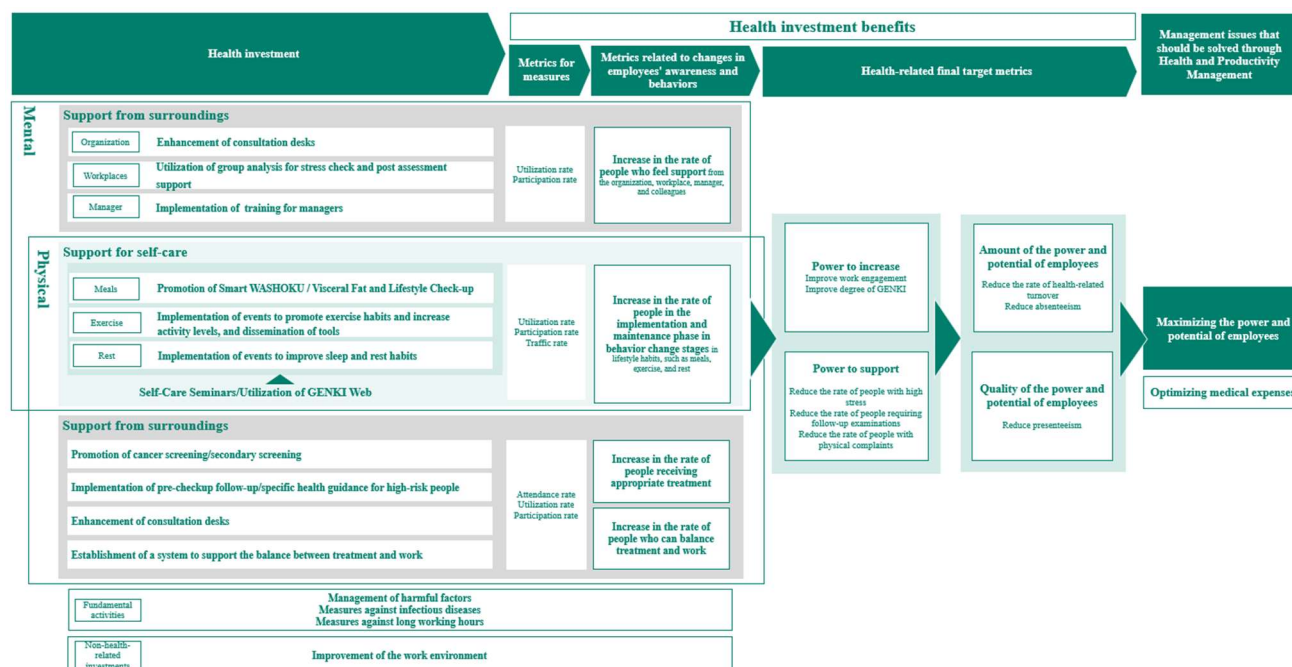 Health investment
Health investment benefits
Metrics for
measures
Metrics related to changes in
employees' awareness and
behaviors
Health-related final target metrics
Management issues that
should be solved through
Health and Productivity
Management
Mental
Support from surroundings
Organization
Enhancement of consultation desks
Workplaces
Utilization of group analysis for stress check and post assessment
support
Manager
Implementation of training for managers
Utilization rate
Participation rate
Increase in the rate of
people who feel support from
the organization, workplace, manager,
and colleagues
Physical
Support for self-care
Meals
Promotion of Smart WASHOKU / Visceral Fat and Lifestyle Check-up
Exercise
Implementation of events to promote exercise habits and increase
activity levels, and dissemination of tools
Rest
Implementation of events to improve sleep and rest habits
Self-Care Seminars/Utilization of GENKI Web
Utilization rate
Participation rate
Traffic rate
Increase in the rate of
people in the
implementation and
maintenance phase in
behavior change stages in
lifestyle habits, such as meals,
exercise, and rest
Support from surroundings
Promotion of cancer screening/secondary screening
Implementation of pre-checkup follow-up/specific health guidance for high-risk people
Enhancement of consultation desks
Establishment of a system to support the balance between treatment and work
Attendance rate
Utilization rate
Participation rate
Increase in the rate of
people receiving
appropriate treatment
Increase in the rate of
people who can balance
treatment and work
Power to increase
Improve work engagement
Improve degree of GENKI
Power to support
Reduce the rate of people with high
stress
Reduce the rate of people requiring
follow-up examinations
Reduce the rate of people with
physical complaints
Amount of the power and
potential of employees
Reduce the rate of health-related
turnover
Reduce absenteeism
Quality of the power and
potential of employees
Reduce presenteeism
Maximizing the power and
potential of employees
Optimizing medical expenses
Fundamental
activities
Management of harmful factors
Measures against infectious diseases
Measures against long working hours
Non-health-
related
investments
Improvement of the work environment